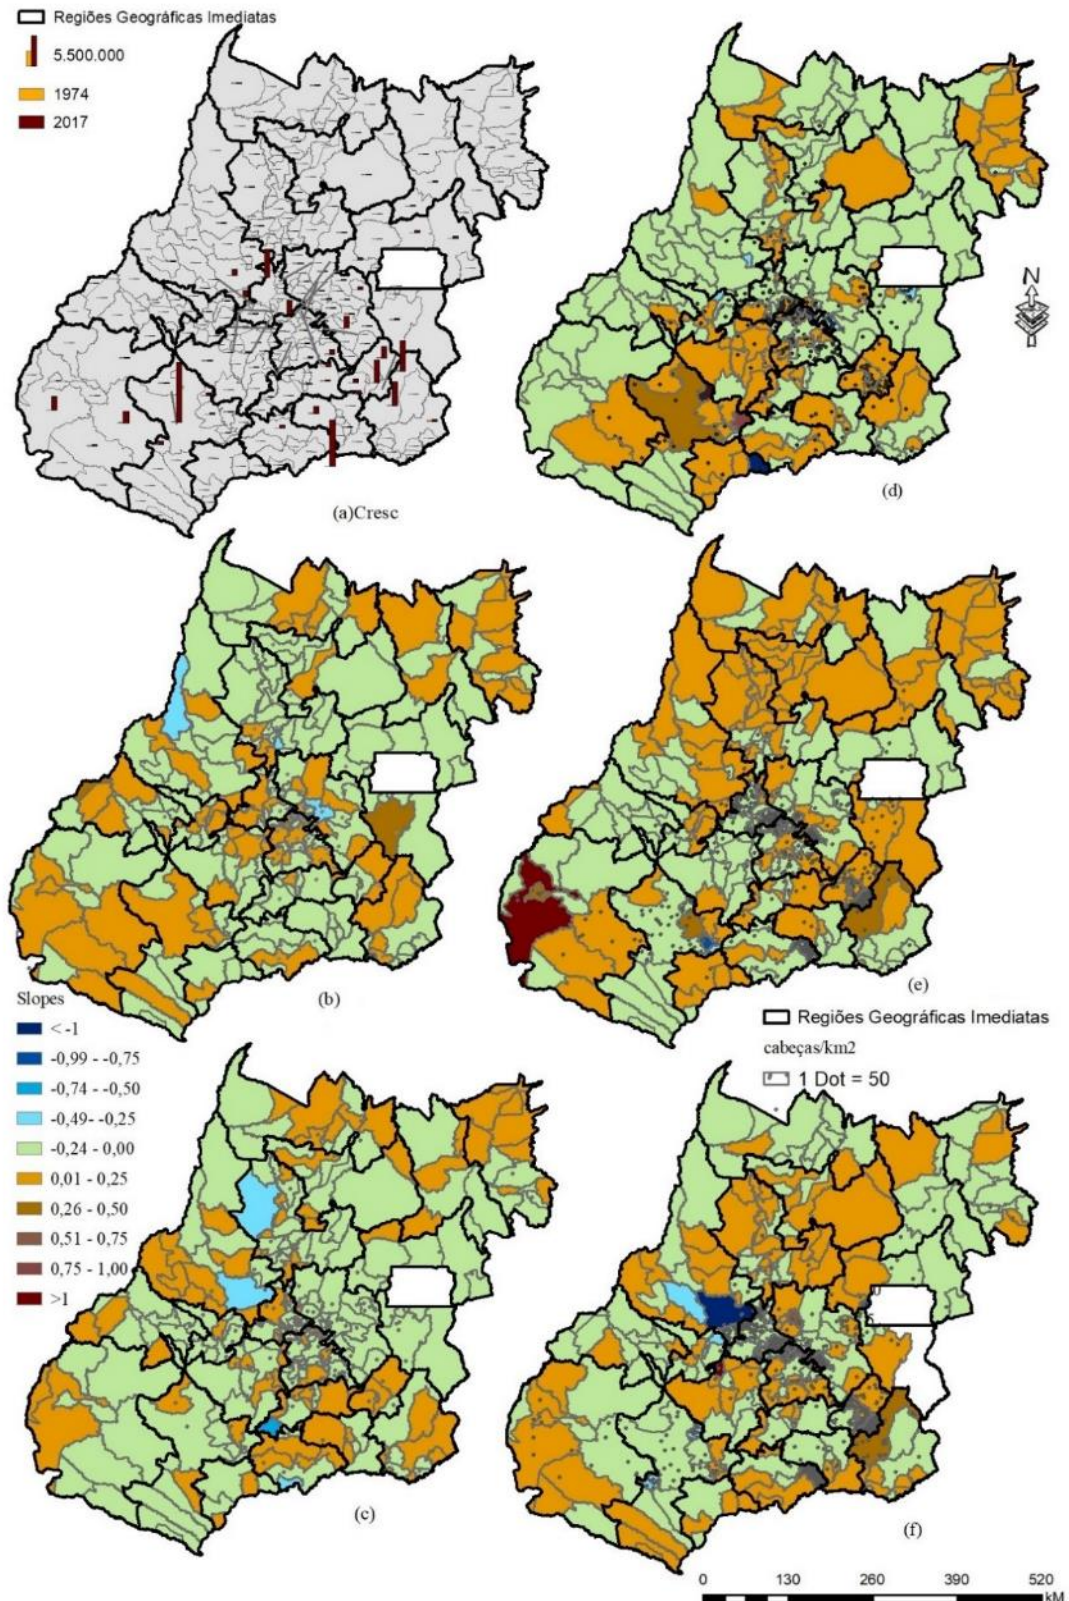 Regiões Geográficas Imediatas
5.500.000
1974
2017
N
(a)Cresc
(d)
(b)
(e)
Slopes
< -1
-0,99 - -0,75
-0,74 - -0,50
-0,49- -0,25
-0,24 - 0,00
0,01 - 0,25
0,26 - 0,50
0,51 - 0,75
0,75 - 1,00
>1
Regiões Geográficas Imediatas
cabeças/km2
1 Dot = 50
(c)
(f)
0 130 260 390 520
kM